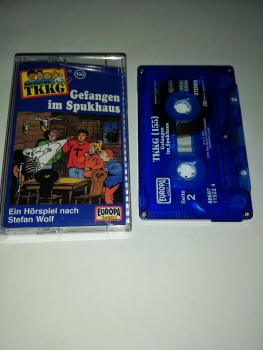 TKKG
155
Gefangen
im Spukhaus
Ein Hörspiel nach
Stefan Wolf
EUROPA
TKKG (155)
Gefangen
im Spukhaus
STEREO
EUROPA
Seite
2